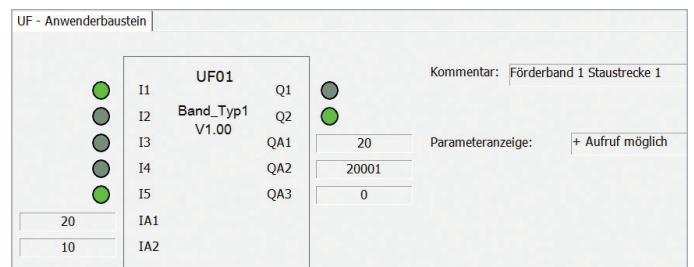 UF - Anwenderbaustein
UF01
Band_Typ1
V1.00
I1 Q1
I2 Q2
I3 QA1 20
I4 QA2 20001
I5 QA3 0
20 IA1
10 IA2
Kommentar: Förderband 1 Staustrecke 1
Parameteranzeige: + Aufruf möglich